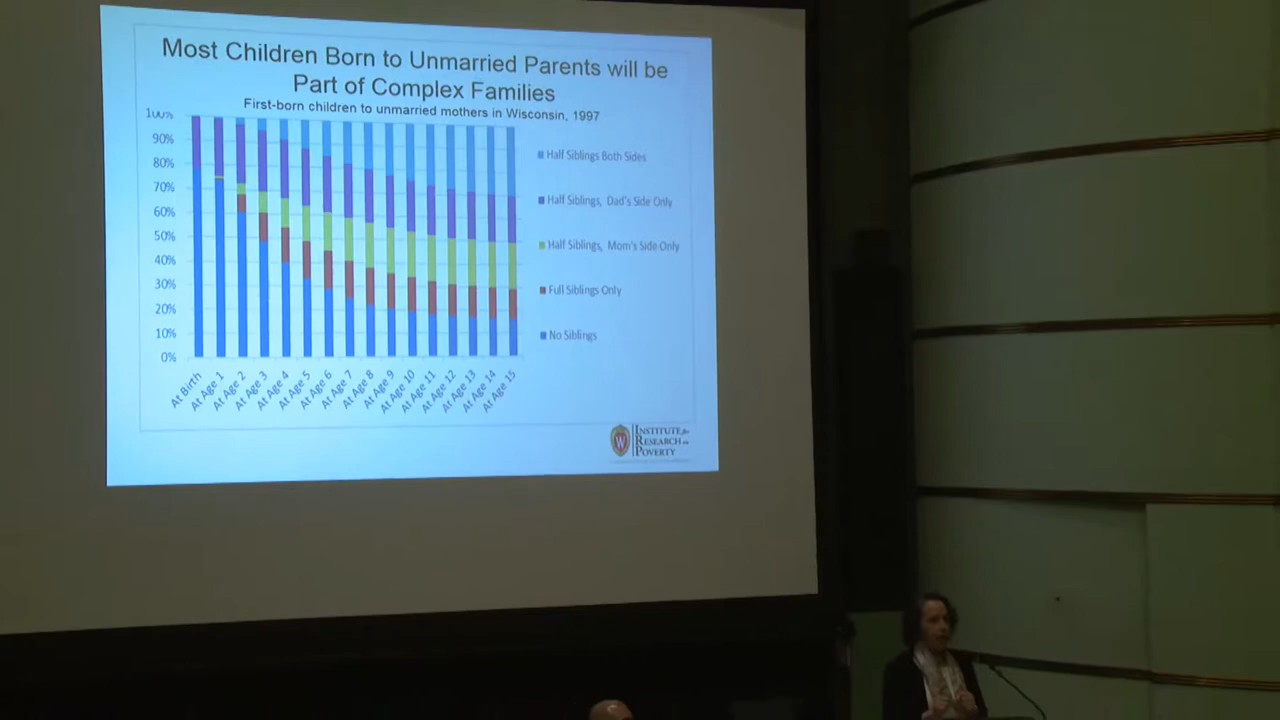 Most Children Born to Unmarried Parents will be
Part of Complex Families
First-born children to unmarried mothers in Wisconsin, 1997
100%
90%
80%
70%
60%
50%
40%
30%
20%
10%
0%
At Birth
At Age 1
At Age 2
At Age 3
At Age 4
At Age 5
At Age 6
At Age 7
At Age 8
At Age 9
At Age 10
At Age 11
At Age 12
At Age 13
At Age 14
At Age 15
Half Siblings Both Sides
Half Siblings, Dad's Side Only
Half Siblings, Mom's Side Only
Full Siblings Only
No Siblings
W
INSTITUTE for
RESEARCH on
POVERTY